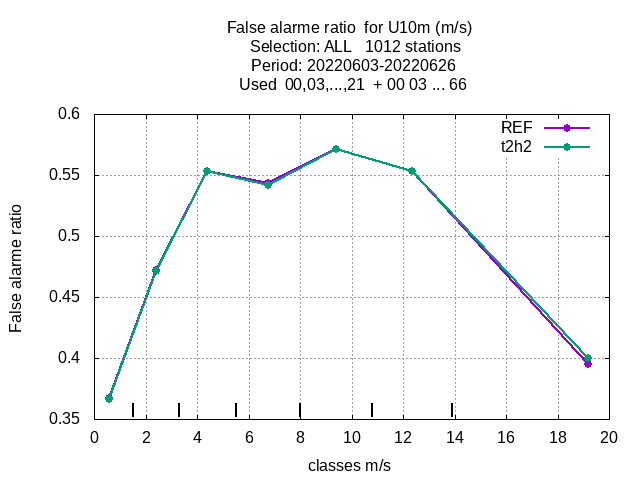 False alarme ratio  for U10m (m/s)
Selection: ALL   1012 stations
Period: 20220603-20220626
Used  00,03,...,21  + 00 03 ... 66
REF
t2h2
False alarme ratio
0.6
0.55
0.5
0.45
0.4
0.35
0 2 4 6 8 10 12 14 16 18 20
classes m/s